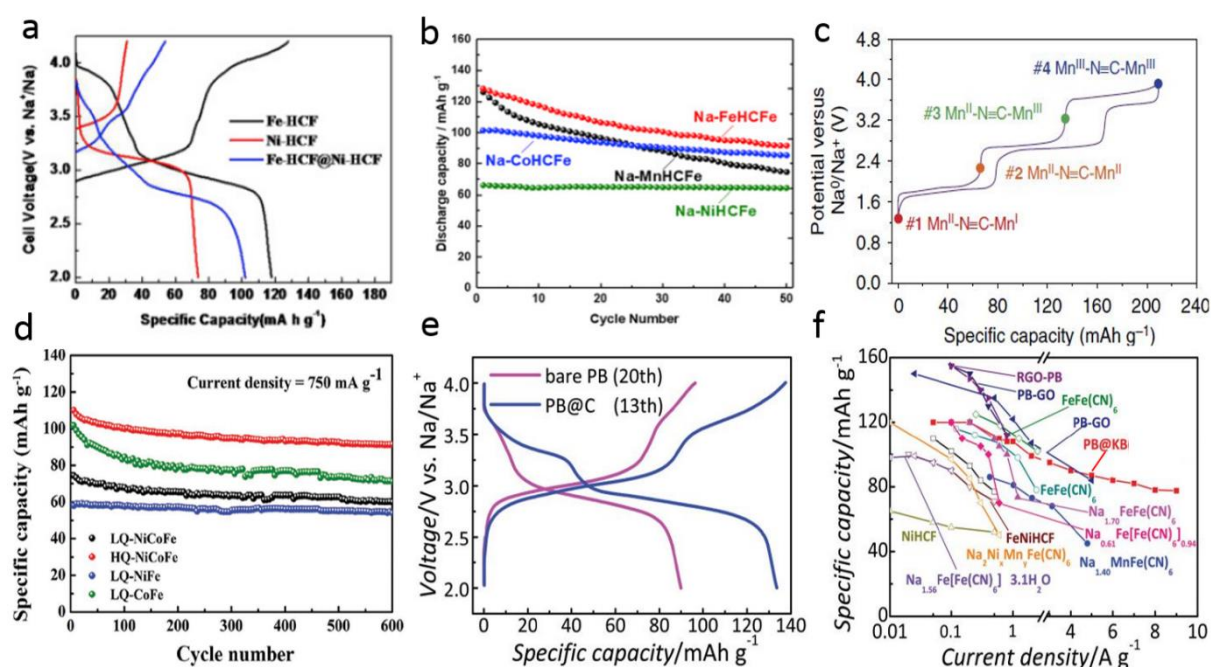 a
Cell Voltage(V vs. Na⁺/Na)
4.0
3.5
3.0
2.5
2.0
Fe-HCF
Ni-HCF
Fe-HCF@Ni-HCF
0 30 60 90 120 150 180
Specific Capacity(mA h g⁻¹)
b
Discharge capacity / mAh g⁻¹
160
140
120
100
80
60
40
20
0
Na-FeHCFe
Na-CoHCFe
Na-MnHCFe
Na-NiHCFe
0 10 20 30 40 50
Cycle Number
c
Potential versus
Na⁰/Na⁺ (V)
4.8
4.0
3.2
2.4
1.6
0.8
#4 Mnᴵᴵᴵ-N≡C-Mnᴵᴵᴵ
#3 Mnᴵᴵ-N≡C-Mnᴵᴵᴵ
#2 Mnᴵᴵ-N≡C-Mnᴵᴵ
#1 Mnᴵᴵ-N≡C-Mnᴵ
0 40 80 120 160 200 240
Specific capacity (mAh g⁻¹)
d
Specific capacity (mAh g⁻¹)
140
120
100
80
60
40
20
0
Current density = 750 mA g⁻¹
LQ-NiCoFe
HQ-NiCoFe
LQ-NiFe
LQ-CoFe
0 100 200 300 400 500 600
Cycle number
e
Voltage/V vs. Na/Na⁺
4.0
3.5
3.0
2.5
2.0
bare PB (20th)
PB@C (13th)
0 20 40 60 80 100 120 140
Specific capacity/mAh g⁻¹
f
Specific capacity/mAh g⁻¹
160
120
80
40
0
RGO-PB
PB-GO
FeFe(CN)₆
PB-GO
PB@KB
FeFe(CN)₆
Na₁.₇₀FeFe(CN)₆
NiHCF
FeNiHCF
Na₀.₆₁Fe[Fe(CN)₆]₀.₉₄
Na₂NiₓMnᵧFe(CN)₆
Na₁.₄₀MnFe(CN)₆
Na₁.₅₆Fe[Fe(CN)₆] 3.1H₂O
0.01 0.1 1 4 6 8 10
Current density/A g⁻¹